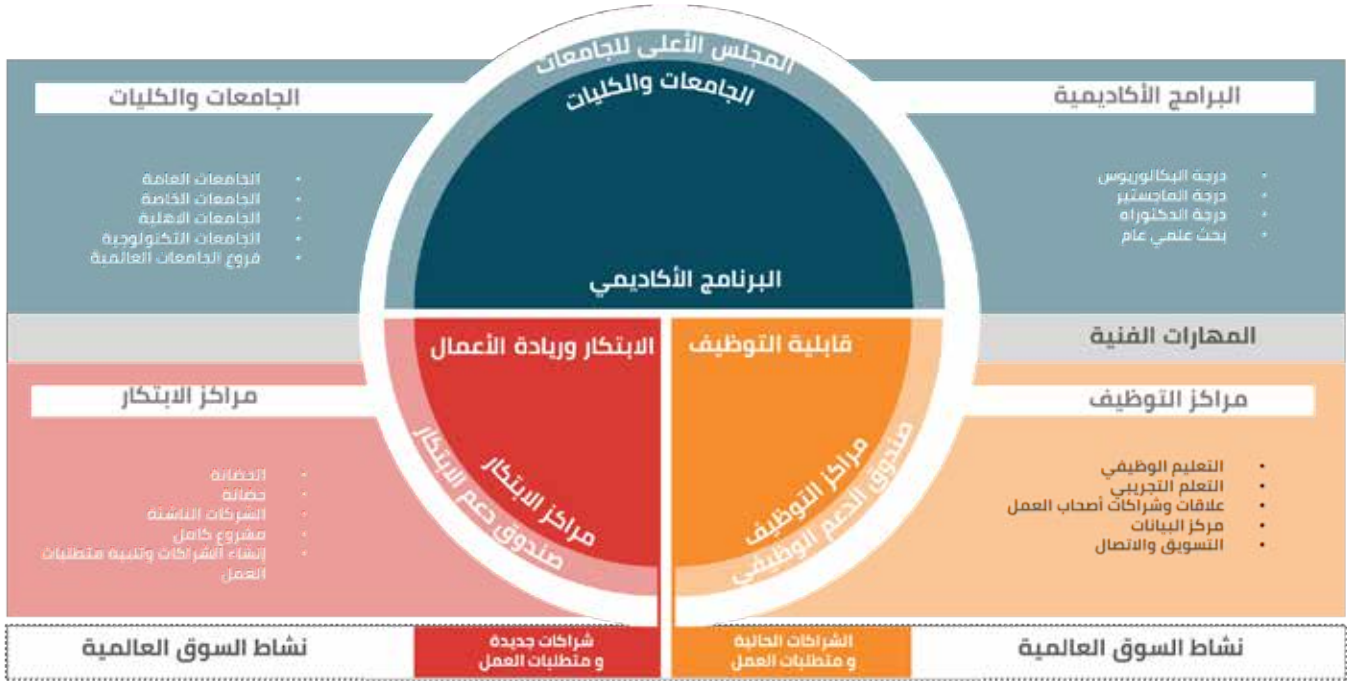 المجلس الأعلى للجامعات
الجامعات والكليات
البرامج الأكاديمية
درجة البكالوريوس
درجة الماجستير
درجة الدكتوراه
بحث علمي عام
الجامعات والكليات
الجامعات العامة
الجامعات الخاصة
الجامعات الاهلية
الجامعات التكنولوجية
فروع الجامعات العالمية
البرنامج الأكاديمي
المهارات الفنية
قابلية التوظيف
الابتكار وريادة الأعمال
مراكز التوظيف
التعليم الوظيفي
التعلم التجريبي
علاقات وشراكات أصحاب العمل
مركز البيانات
التسويق والاتصال
مراكز التوظيف
صندوق الدعم الوظيفي
مراكز الابتكار
صندوق دعم الابتكار
مراكز الابتكار
الحضانة
حضانة
الشركات الناشئة
مشروع كامل
إنشاء الشراكات وتلبية متطلبات
العمل
نشاط السوق العالمية
الشراكات الحالية
و متطلبات العمل
شراكات جديدة
و متطلبات العمل
نشاط السوق العالمية